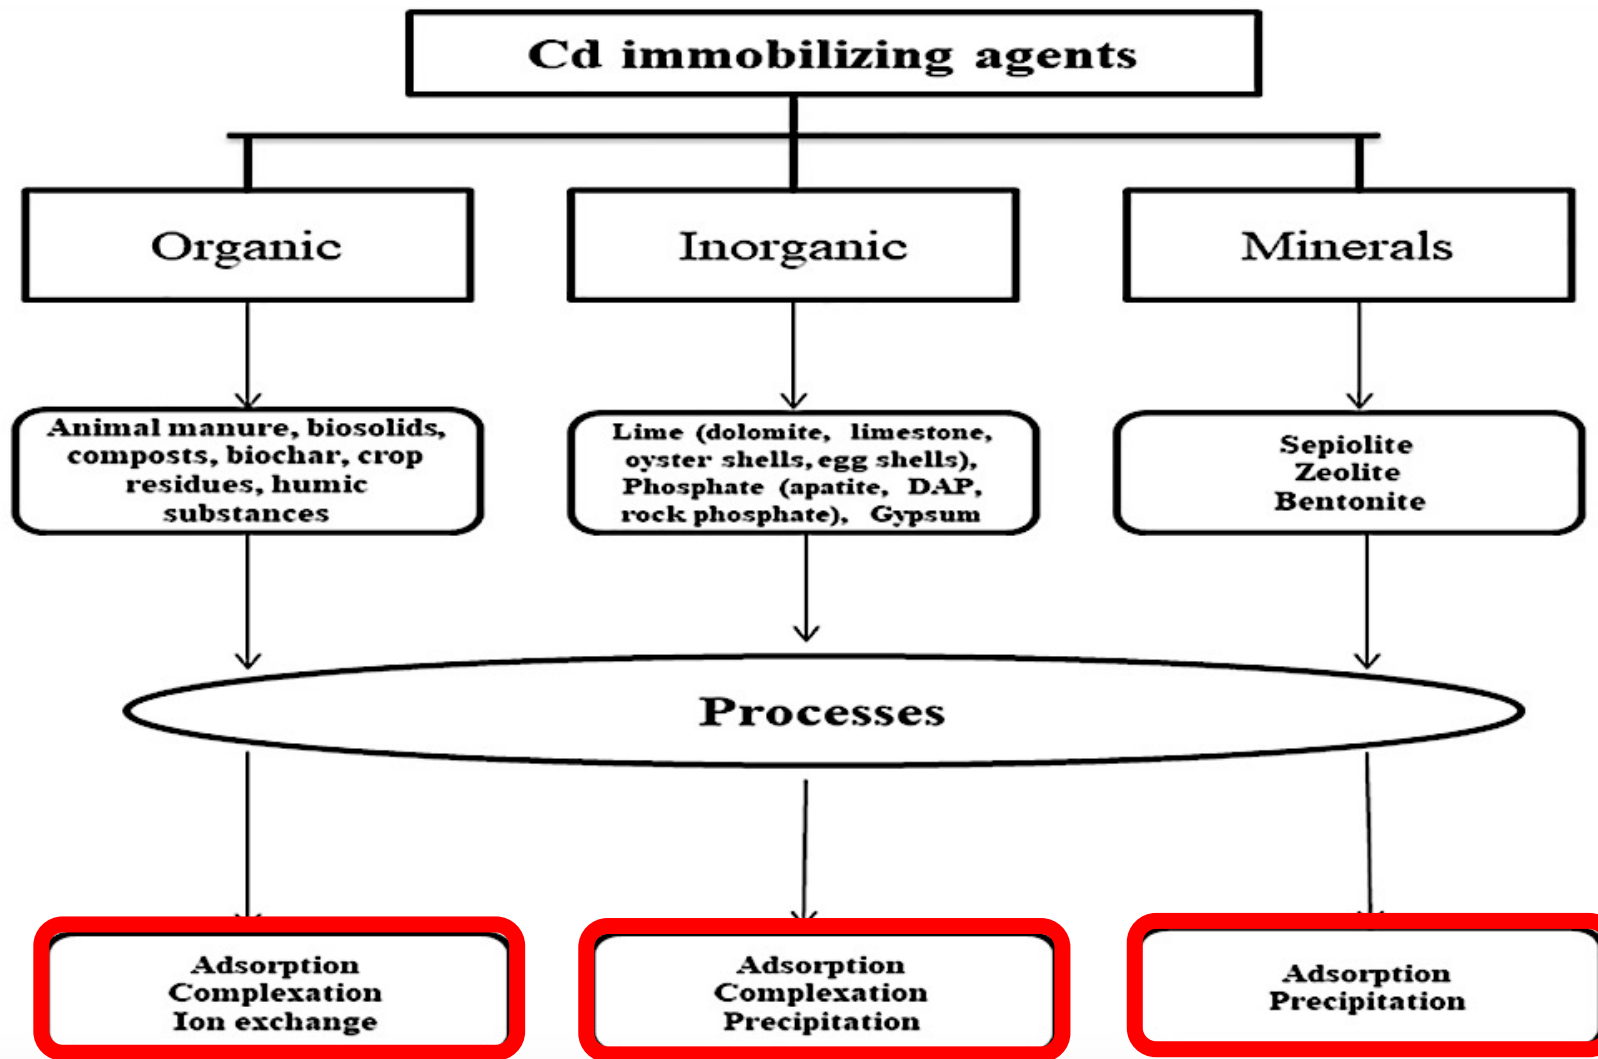 Cd immobilizing agents
Organic
Inorganic
Minerals
Animal manure, biosolids,
composts, biochar, crop
residues, humic
substances
Lime (dolomite, limestone,
oyster shells, egg shells),
Phosphate (apatite, DAP,
rock phosphate), Gypsum
Sepiolite
Zeolite
Bentonite
Processes
Adsorption
Complexation
Ion exchange
Adsorption
Complexation
Precipitation
Adsorption
Precipitation